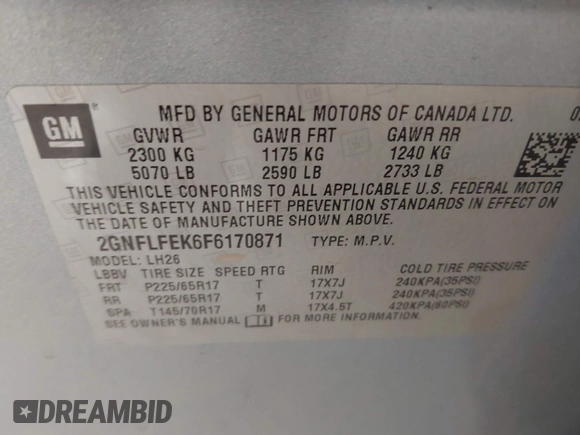 GM ®
MFD BY GENERAL MOTORS OF CANADA LTD.
GVWR GAWR FRT GAWR RR
2300 KG 1175 KG 1240 KG
5070 LB 2590 LB 2733 LB
THIS VEHICLE CONFORMS TO ALL APPLICABLE U.S. FEDERAL MOTOR
VEHICLE SAFETY AND THEFT PREVENTION STANDARDS IN EFFECT ON
THE DATE OF MANUFACTURE SHOWN ABOVE.
2GNFLFEK6F6170871 TYPE: M.P.V.
MODEL: LH26
LBBV TIRE SIZE SPEED RTG RIM COLD TIRE PRESSURE
FRT P225/65R17 T 17X7J 240KPA(35PSI)
RR P225/65R17 T 17X7J 240KPA(35PSI)
SPA T145/70R17 M 17X4.5T 420KPA(60PSI)
SEE OWNER'S MANUAL FOR MORE INFORMATION.
DREAMBID